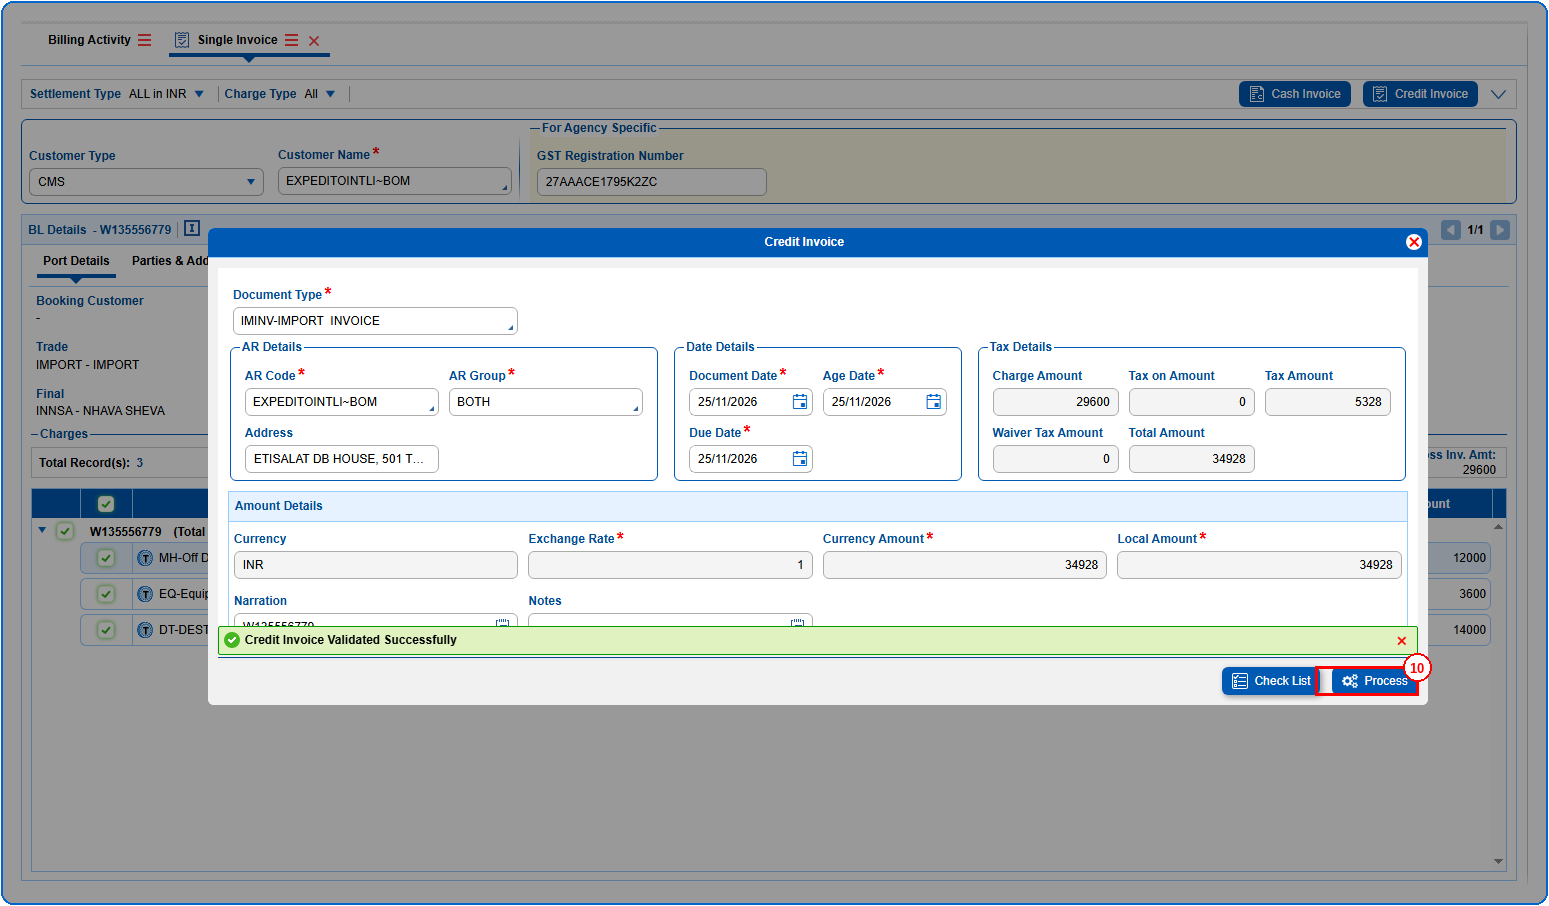 Billing Activity
Single Invoice
Settlement Type ALL in INR
Charge Type All
Cash Invoice
Credit Invoice
For Agency Specific
Customer Type
Customer Name *
GST Registration Number
CMS
EXPEDITOINTLI~BOM
27AAACE1795K2ZC
BL Details - W135556779
1/1
Port Details
Parties & Add
Booking Customer
-
Trade
IMPORT - IMPORT
Final
INNSA - NHAVA SHEVA
Charges
Total Record(s): 3
ss Inv. Amt:
29600
unt
W135556779 (Total
MH-Off D
12000
EQ-Equip
3600
DT-DEST
14000
Credit Invoice
Document Type *
IMINV-IMPORT INVOICE
AR Details
AR Code *
AR Group *
EXPEDITOINTLI~BOM
BOTH
Address
ETISALAT DB HOUSE, 501 T...
Date Details
Document Date *
Age Date *
25/11/2026
25/11/2026
Due Date *
25/11/2026
Tax Details
Charge Amount
Tax on Amount
Tax Amount
29600
0
5328
Waiver Tax Amount
Total Amount
0
34928
Amount Details
Currency
Exchange Rate *
Currency Amount *
Local Amount *
INR
1
34928
34928
Narration
Notes
W135556779
Credit Invoice Validated Successfully
Check List
Process
10